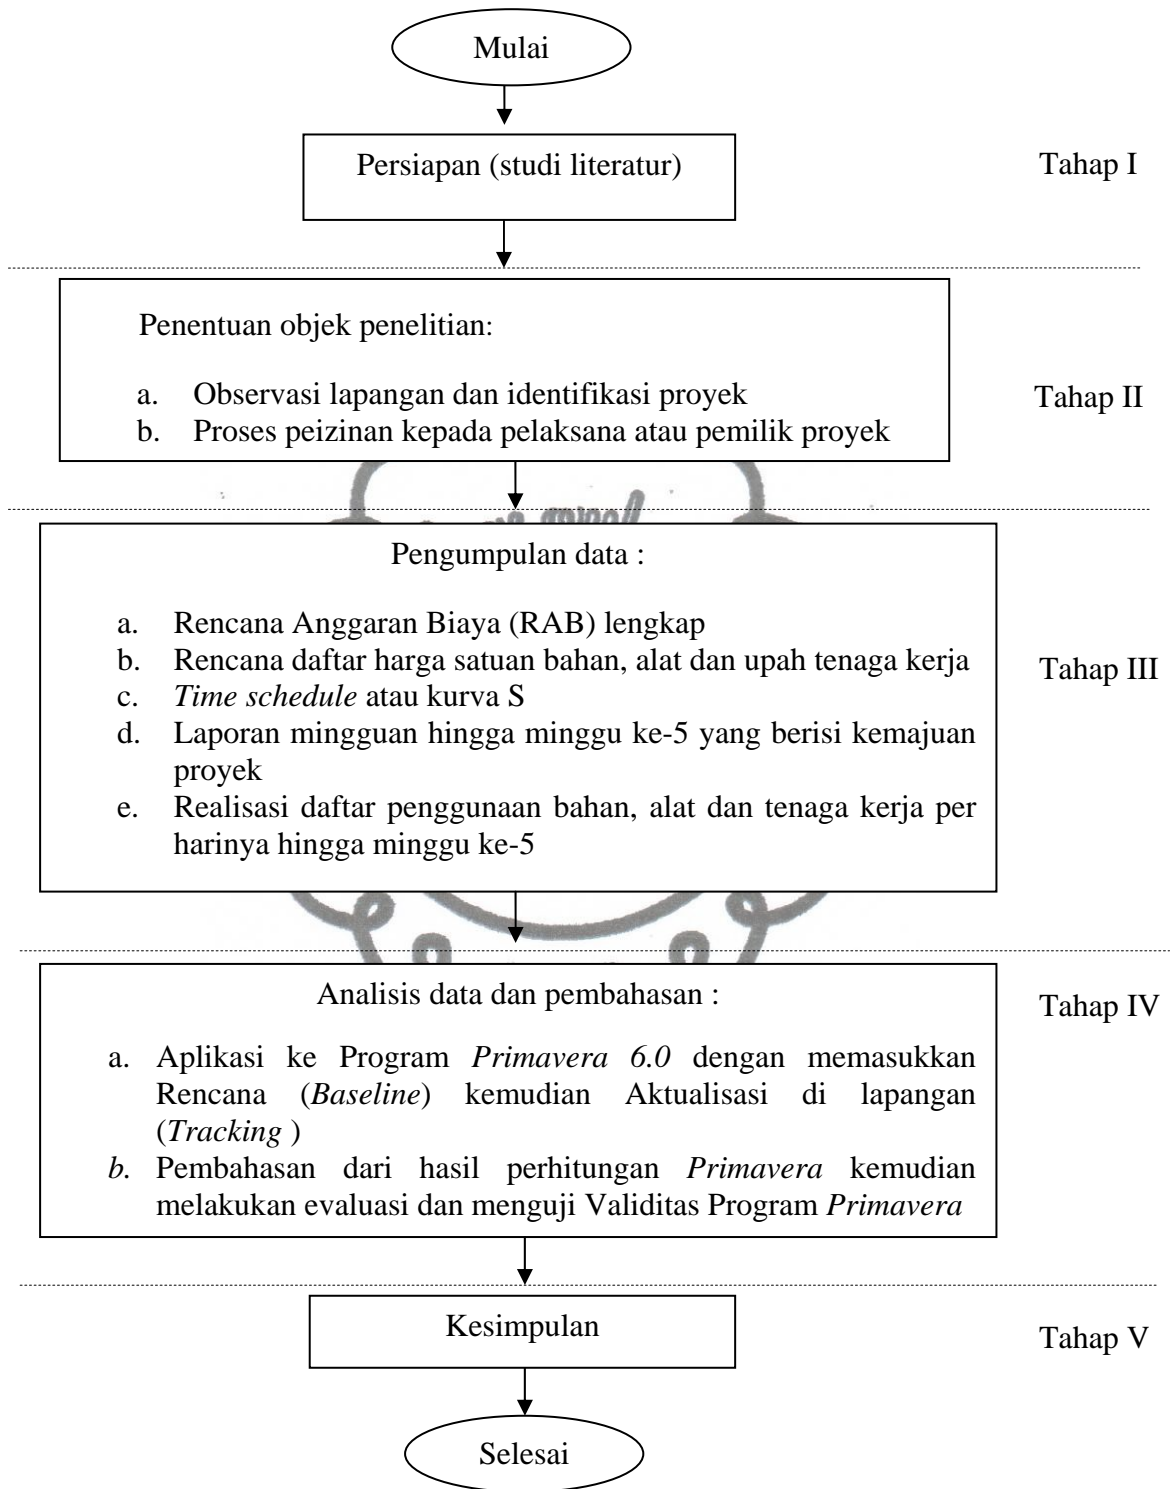 Mulai
Persiapan (studi literatur)
Tahap I
Penentuan objek penelitian:
a. Observasi lapangan dan identifikasi proyek
b. Proses peizinan kepada pelaksana atau pemilik proyek
Tahap II
Pengumpulan data :
a. Rencana Anggaran Biaya (RAB) lengkap
b. Rencana daftar harga satuan bahan, alat dan upah tenaga kerja
c. Time schedule atau kurva S
d. Laporan mingguan hingga minggu ke-5 yang berisi kemajuan
proyek
e. Realisasi daftar penggunaan bahan, alat dan tenaga kerja per
harinya hingga minggu ke-5
Tahap III
Analisis data dan pembahasan :
a. Aplikasi ke Program Primavera 6.0 dengan memasukkan
Rencana (Baseline) kemudian Aktualisasi di lapangan
(Tracking )
b. Pembahasan dari hasil perhitungan Primavera kemudian
melakukan evaluasi dan menguji Validitas Program Primavera
Tahap IV
Kesimpulan
Tahap V
Selesai